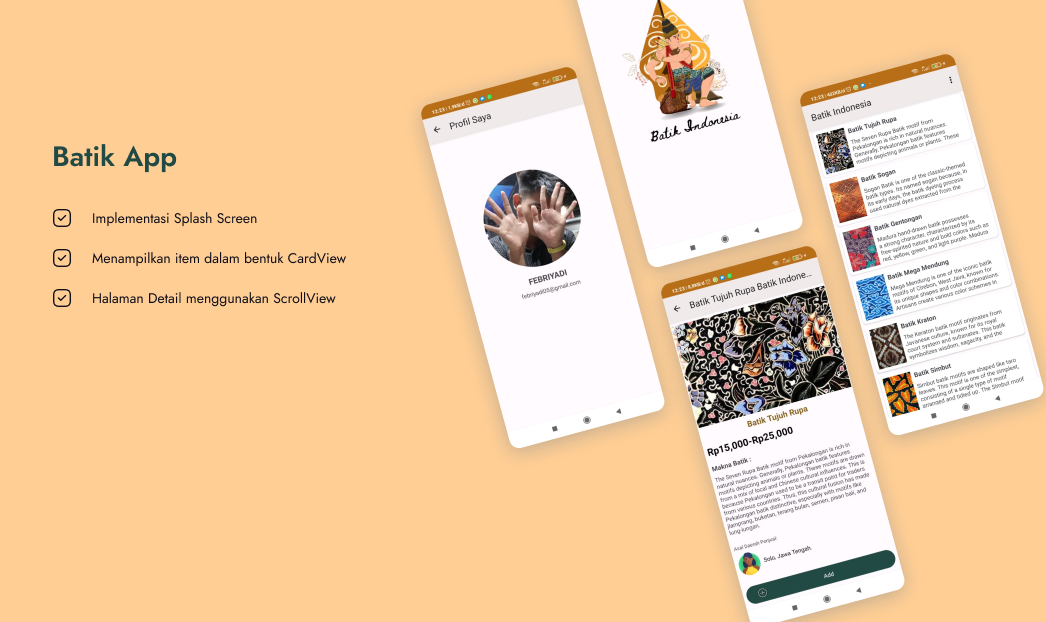 Batik App
Implementasi Splash Screen
Menampilkan item dalam bentuk CardView
Halaman Detail menggunakan ScrollView
Profil Saya
FEBRIYADI
febriyadi05@gmail.com
Batik Indonesia
Batik Tujuh Rupa Batik Indone...
Batik Tujuh Rupa
Rp15,000-Rp25,000
Makna Batik :
The Seven Rupa Batik motif from Pekalongan is rich in
natural nuances. Generally, Pekalongan batik features
motifs depicting animals or plants. These motifs are drawn
from a mix of local and Chinese cultural influences. This is
because Pekalongan used to be a transit point for traders
from various countries. Thus, this cultural fusion has made
Pekalongan batik distinctive, especially with motifs like
jlamprang, buketan, terang bulan, semen, pisan bali, and
lung lungan.
Asal Daerah Penjual
Solo, Jawa Tengah
Add
Batik Indonesia
Batik Tujuh Rupa
The Seven Rupa Batik motif from
Pekalongan is rich in natural nuances.
Generally, Pekalongan batik features
motifs depicting animals or plants. These
Batik Sogan
Sogan Batik is one of the classic-themed
batik types. Its named sogan because, in
its early days, the batik dyeing process
used natural dyes extracted from the
Batik Gentongan
Madura hand-drawn batik possesses
a strong character, characterized by its
free-spirited nature and bold colors such as
red, yellow, green, and light purple. Madura
Batik Mega Mendung
Mega Mendung is one of the iconic batik
motifs of Cirebon, West Java, known for
its unique shapes and color combinations.
Artisans create various color schemes in
Batik Kraton
The Keraton batik motif originates from
Javanese culture, known for its royal
court system and sultanates. This batik
symbolizes wisdom, sagacity, and the
Batik Simbut
Simbut batik motifs are shaped like taro
leaves. This motif is one of the simplest,
consisting of a single type of motif
arranged and tidied up. The Simbut motif